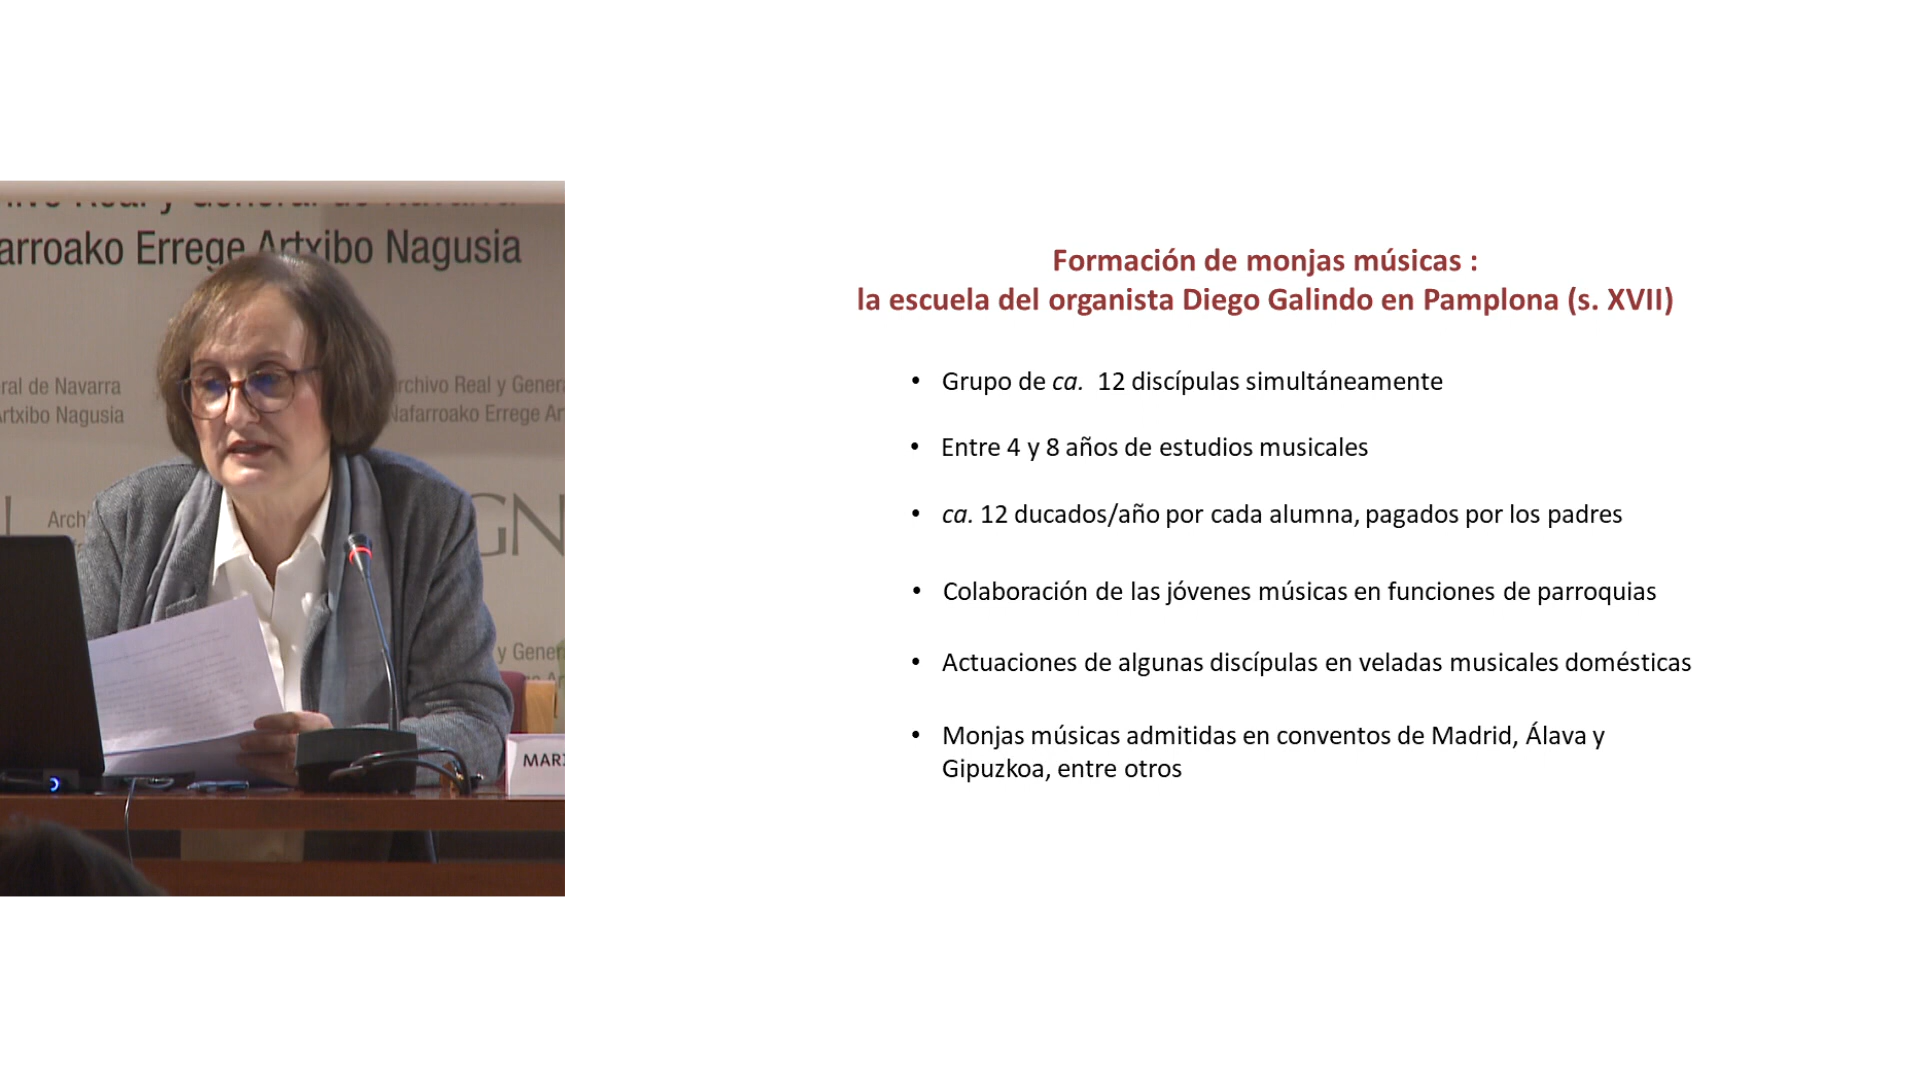 arroako Errege Artxibo Nagusia
ral de Navarra
Artxibo Nagusia
rchivo Real y Gener
Nafarroako Errege Ar
Arch
GN
y Gener
MAR
Formación de monjas músicas :
la escuela del organista Diego Galindo en Pamplona (s. XVII)
• Grupo de ca. 12 discípulas simultáneamente
• Entre 4 y 8 años de estudios musicales
• ca. 12 ducados/año por cada alumna, pagados por los padres
• Colaboración de las jóvenes músicas en funciones de parroquias
• Actuaciones de algunas discípulas en veladas musicales domésticas
• Monjas músicas admitidas en conventos de Madrid, Álava y
Gipuzkoa, entre otros